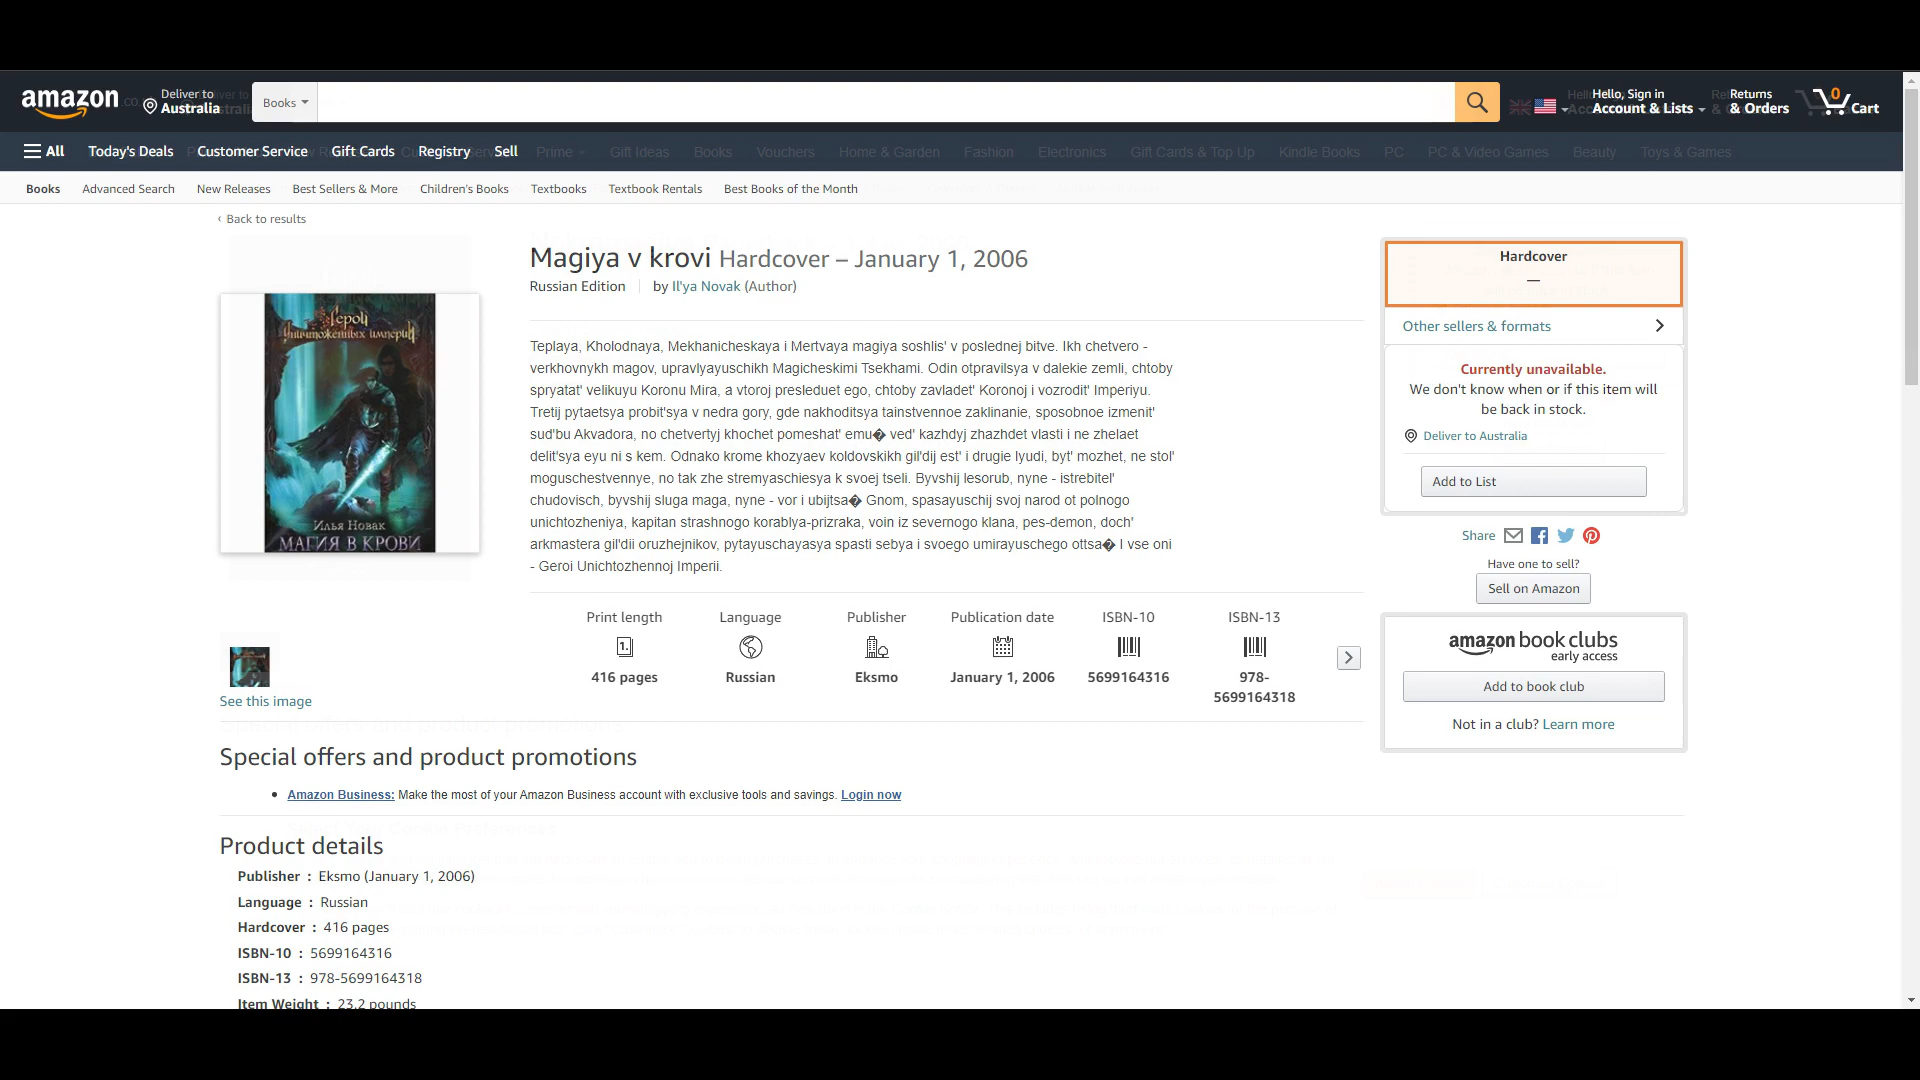 amazon
Deliver to
Australia
Books
Hello, Sign in
Account & Lists
Returns
& Orders
0
Cart
All Today's Deals Customer Service Gift Cards Registry Sell Prime Gift Ideas Books Vouchers Home & Garden Fashion Electronics Gift Cards & Top Up Kindle Books PC PC & Video Games Beauty Toys & Games
Books Advanced Search New Releases Best Sellers & More Children's Books Textbooks Textbook Rentals Best Books of the Month
‹ Back to results
Герои
Уничтоженных империй
Илья Новак
МАГИЯ В КРОВИ
See this image
Magiya v krovi Hardcover – January 1, 2006
Russian Edition by Il'ya Novak (Author)
Teplaya, Kholodnaya, Mekhanicheskaya i Mertvaya magiya soshlis' v poslednej bitve. Ikh chetvero -
verkhovnykh magov, upravlyayuschikh Magicheskimi Tsekhami. Odin otpravilsya v dalekie zemli, chtoby
spryatat' velikuyu Koronu Mira, a vtoroj presleduet ego, chtoby zavladet' Koronoj i vozrodit' Imperiyu.
Tretij pytaetsya probit'sya v nedra gory, gde nakhoditsya tainstvennoe zaklinanie, sposobnoe izmenit'
sud'bu Akvadora, no chetvertyj khochet pomeshat' emu� ved' kazhdyj zhazhdet vlasti i ne zhelaet
delit'sya eyu ni s kem. Odnako krome khozyaev koldovskikh gil'dij est' i drugie lyudi, byt' mozhet, ne stol'
moguschestvennye, no tak zhe stremyaschiesya k svoej tseli. Byvshij lesorub, nyne - istrebitel'
chudovisch, byvshij sluga maga, nyne - vor i ubijtsa� Gnom, spasayuschij svoj narod ot polnogo
unichtozheniya, kapitan strashnogo korablya-prizraka, voin iz severnogo klana, pes-demon, doch'
arkmastera gil'dii oruzhejnikov, pytayuschayasya spasti sebya i svoego umirayuschego ottsa� I vse oni
- Geroi Unichtozhennoj Imperii.
Print length
1.
416 pages
Language
Russian
Publisher
Eksmo
Publication date
January 1, 2006
ISBN-10
5699164316
ISBN-13
978-
5699164318
Hardcover
—
Other sellers & formats
Currently unavailable.
We don't know when or if this item will
be back in stock.
Deliver to Australia
Add to List
Share
Have one to sell?
Sell on Amazon
amazon book clubs
early access
Add to book club
Not in a club? Learn more
Special offers and product promotions
• Amazon Business: Make the most of your Amazon Business account with exclusive tools and savings. Login now
Product details
Publisher : Eksmo (January 1, 2006)
Language : Russian
Hardcover : 416 pages
ISBN-10 : 5699164316
ISBN-13 : 978-5699164318
Item Weight : 23.2 pounds